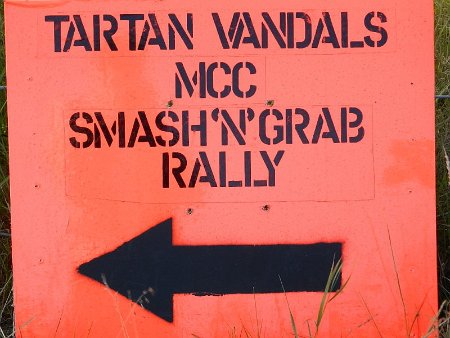 TARTAN VANDALS
MCC
SMASH'N'GRAB
RALLY